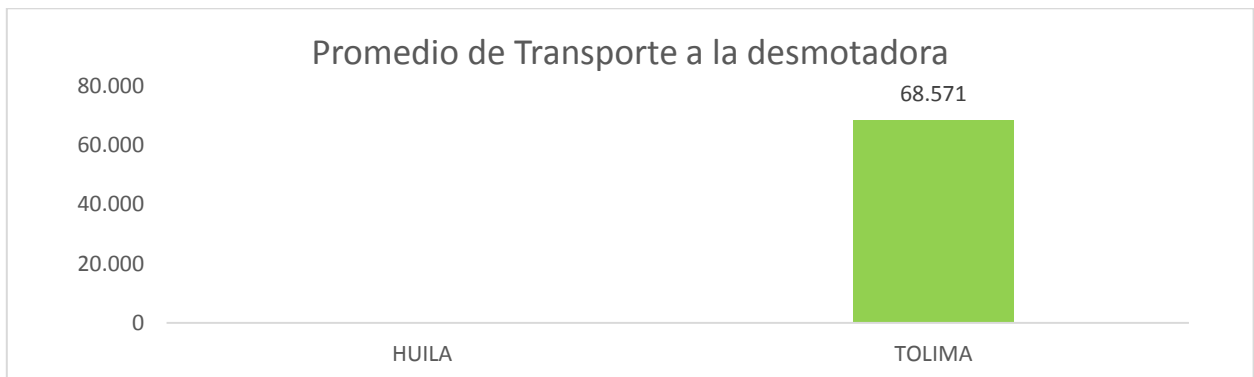 Promedio de Transporte a la desmotadora
80.000
68.571
60.000
40.000
20.000
0
HUILA
TOLIMA